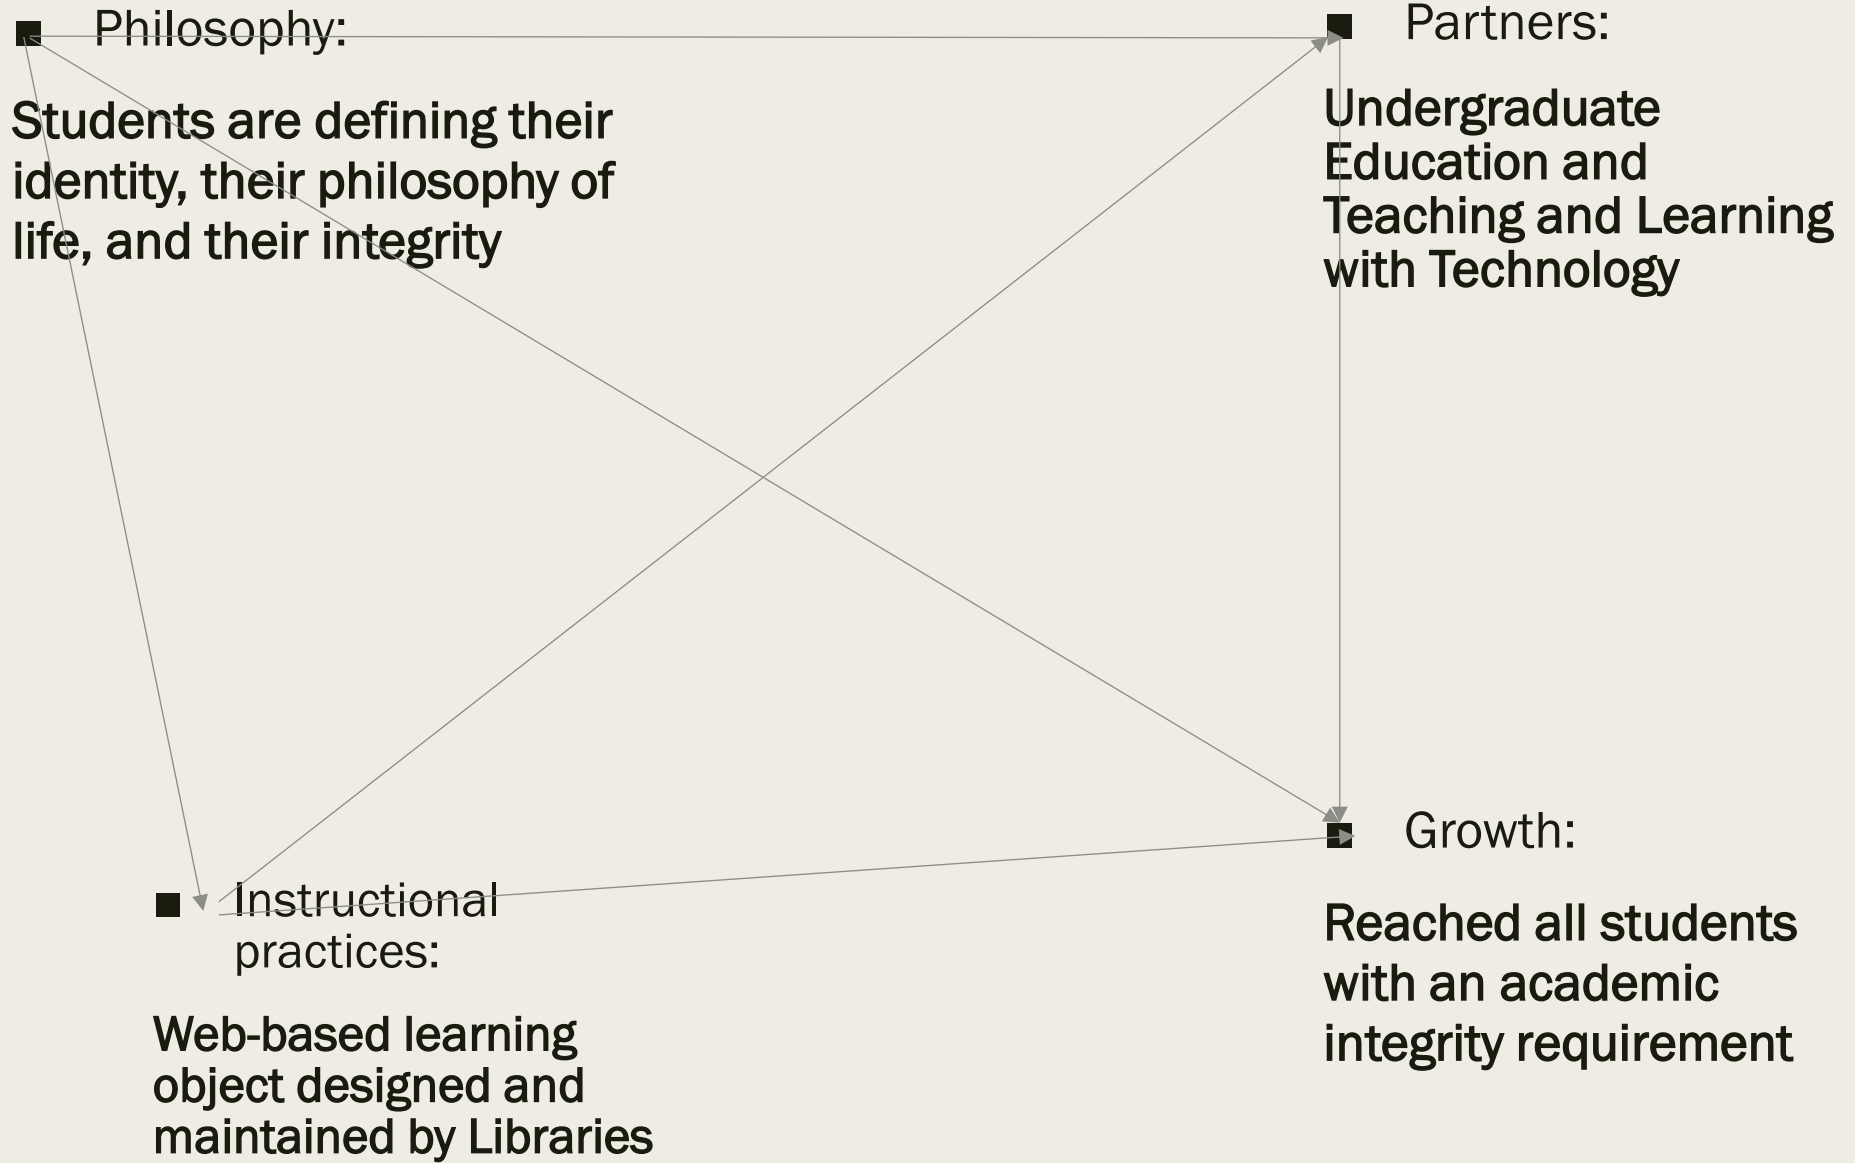 Philosophy:
Students are defining their
identity, their philosophy of
life, and their integrity
Partners:
Undergraduate
Education and
Teaching and Learning
with Technology
Instructional
practices:
Web-based learning
object designed and
maintained by Libraries
Growth:
Reached all students
with an academic
integrity requirement